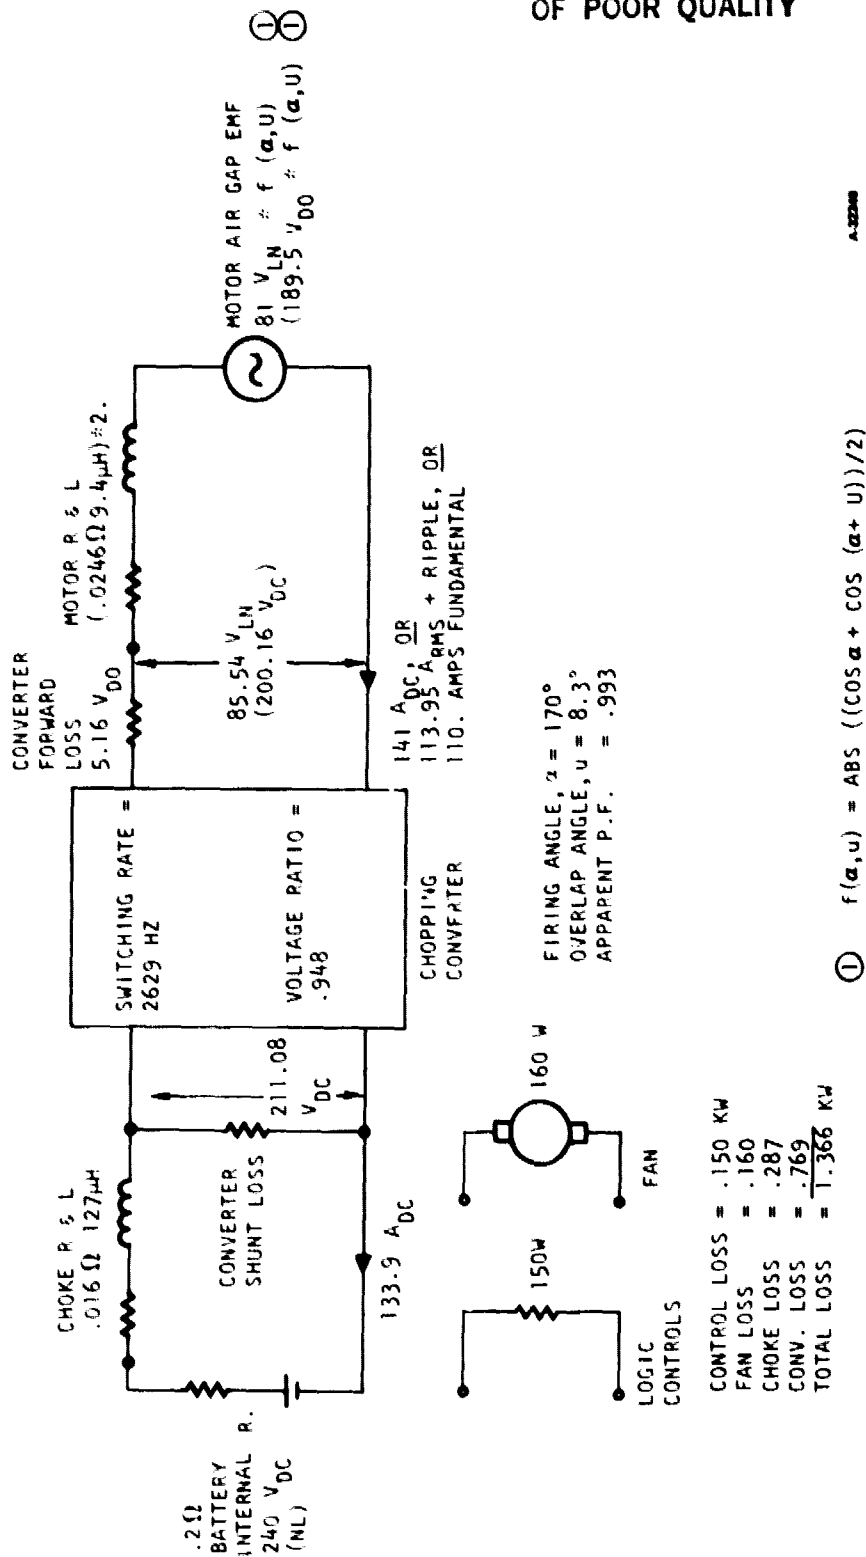 OF POOR QUALITY
CONVERTER
FORWARD
LOSS
5.16 V_DO
MOTOR R & L
(.0246Ω 9.4μH)*2.
MOTOR AIR GAP EMF
81 V_LN * f (α,U) ①
(189.5 V_DO * f (α,U) ①
85.54 V_LN
(200.16 V_DC)
141 A_DC, OR
113.95 A_RMS + RIPPLE, OR
110. AMPS FUNDAMENTAL
SWITCHING RATE =
2629 HZ
VOLTAGE RATIO =
.948
CHOPPING
CONVERTER
CHOKE R & L
.016 Ω 127μH
211.08
V_DC
CONVERTER
SHUNT LOSS
133.9 A_DC
.2Ω
BATTERY
INTERNAL R.
240 V_DC
(NL)
FIRING ANGLE, α = 170°
OVERLAP ANGLE, u = 8.3°
APPARENT P.F. = .993
150W
LOGIC
CONTROLS
160 W
FAN
CONTROL LOSS = .150 KW
FAN LOSS = .160
CHOKE LOSS = .287
CONV. LOSS = .769
TOTAL LOSS = 1.366 KW
① f(α,u) = ABS ((COS α + COS (α+ U))/2)